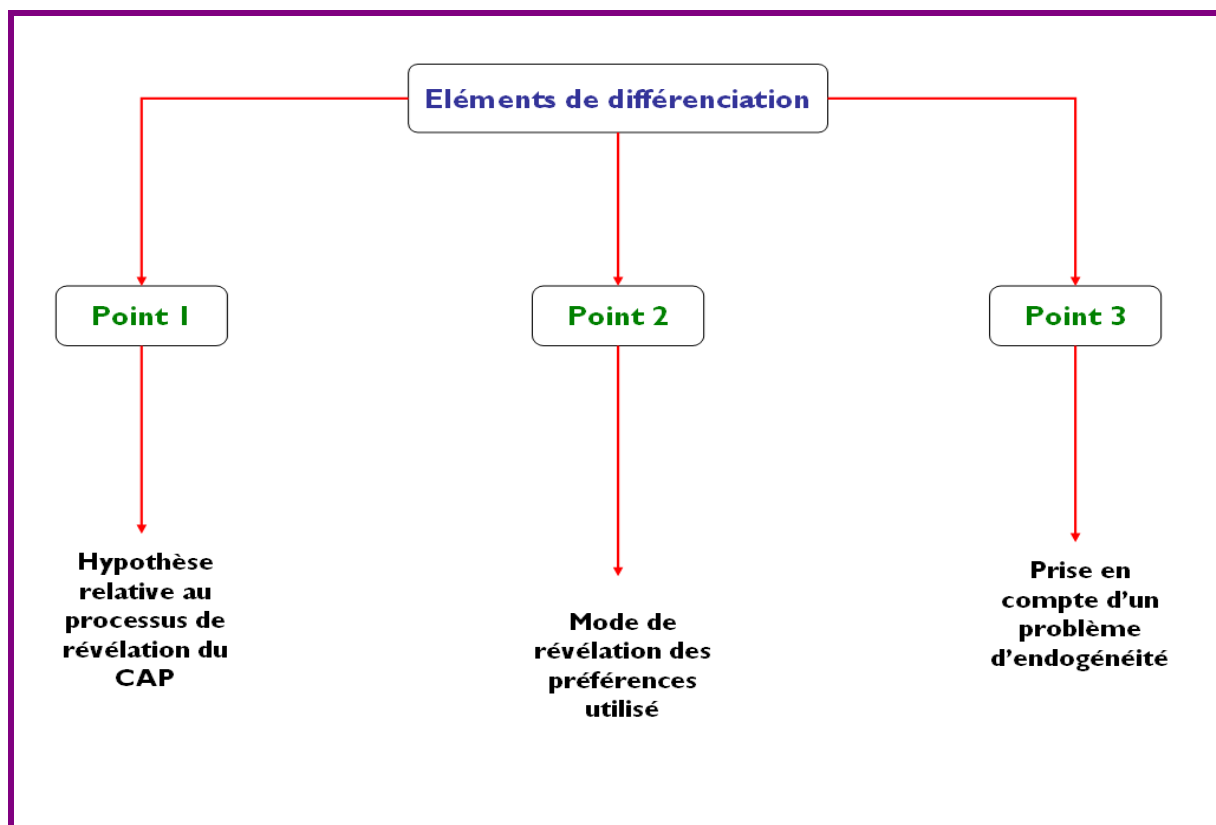 Eléments de différenciation
Point 1
Point 2
Point 3
Hypothèse
relative au
processus de
révélation du
CAP
Mode de
révélation des
préférences
utilisé
Prise en
compte d’un
problème
d’endogénéité